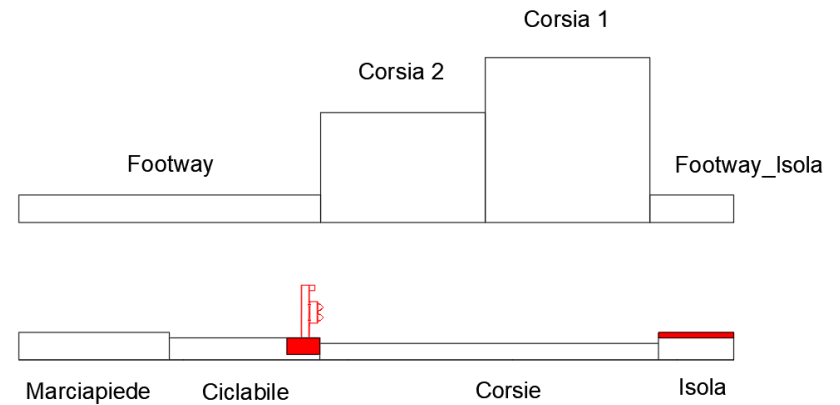 Corsia 1
Corsia 2
Footway
Footway_Isola
Marciapiede
Ciclabile
Corsie
Isola